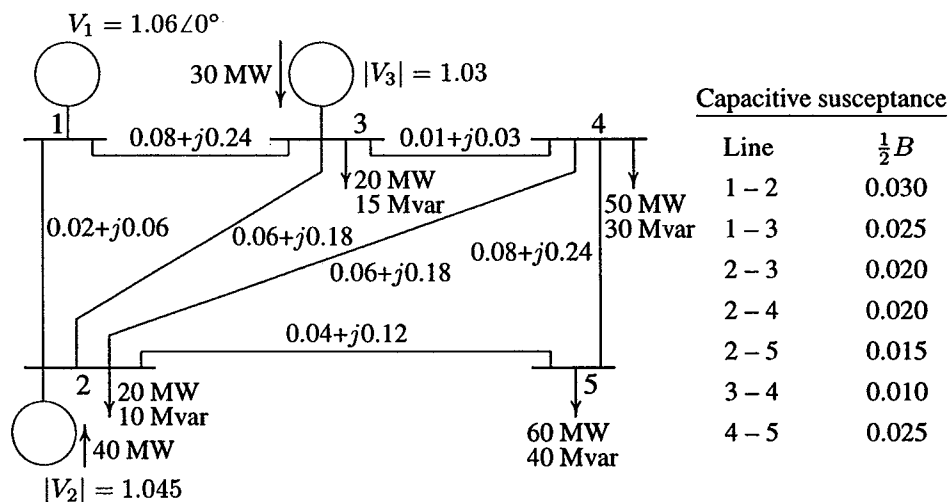 V₁ = 1.06∠0°
30 MW
|V₃| = 1.03
1
3
4
0.08+j0.24
0.01+j0.03
20 MW
15 Mvar
50 MW
30 Mvar
0.02+j0.06
0.06+j0.18
0.06+j0.18
0.08+j0.24
0.04+j0.12
2
5
20 MW
10 Mvar
40 MW
60 MW
40 Mvar
|V₂| = 1.045
Capacitive susceptance
Line ½B
1 – 2 0.030
1 – 3 0.025
2 – 3 0.020
2 – 4 0.020
2 – 5 0.015
3 – 4 0.010
4 – 5 0.025